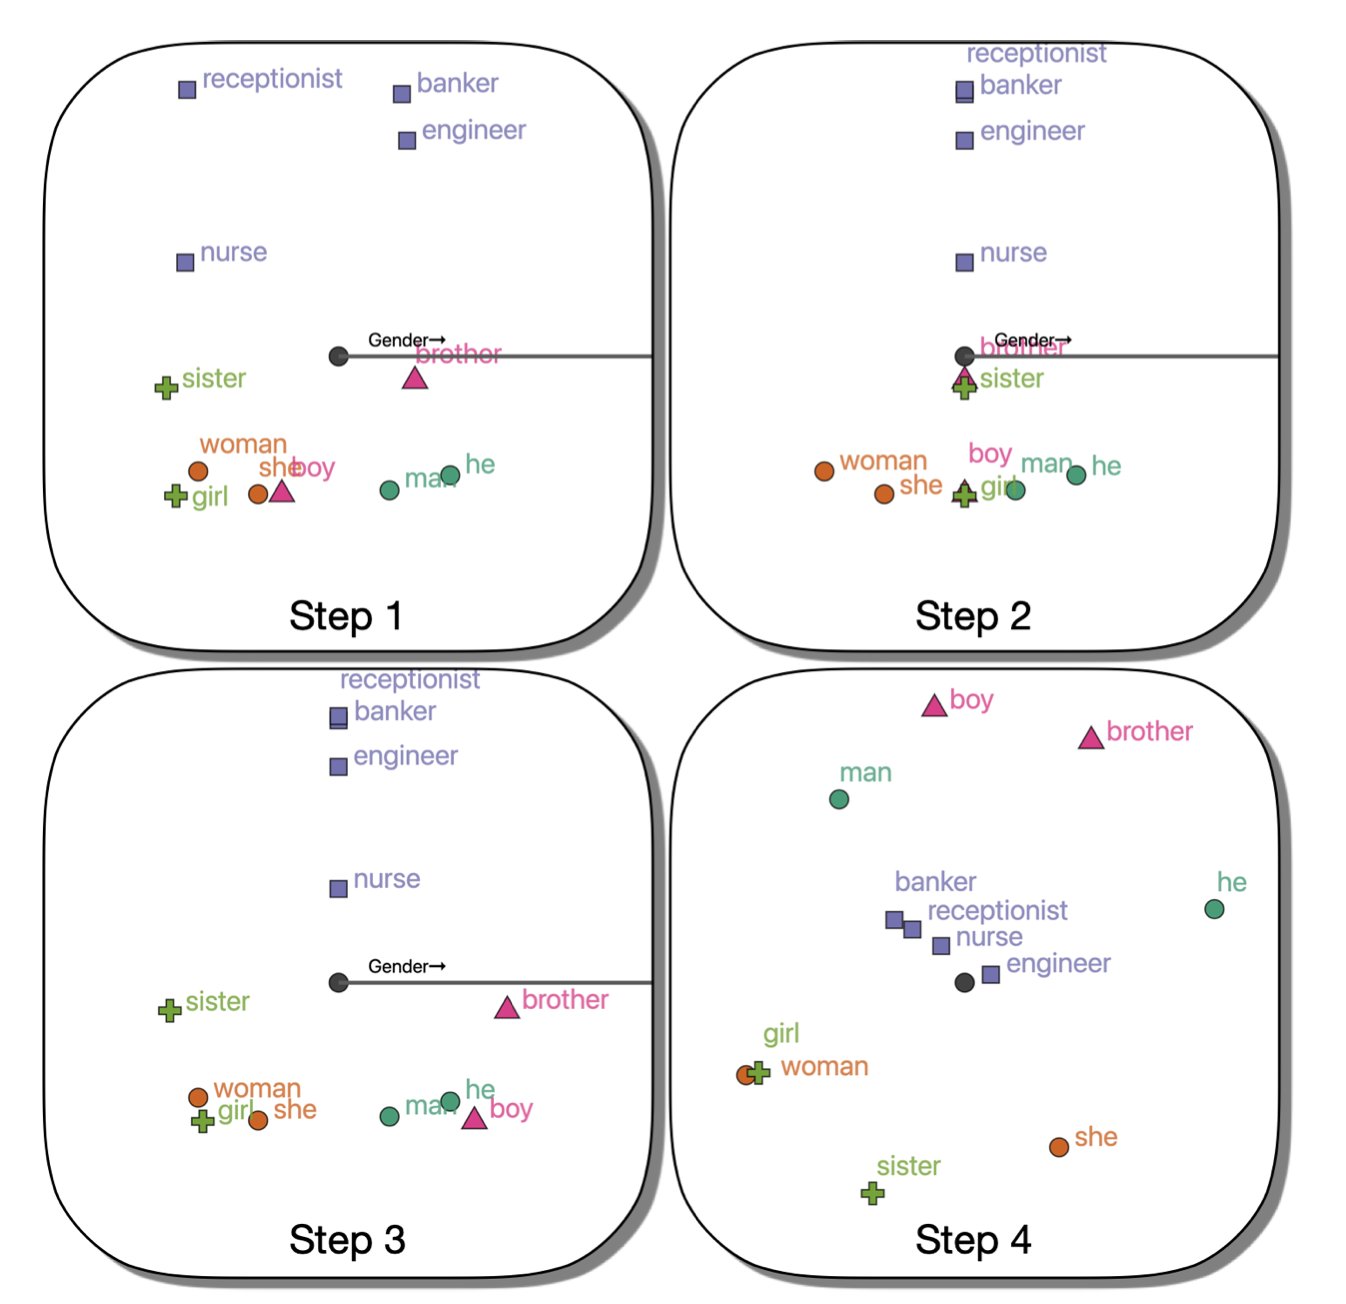 receptionist
banker
engineer
nurse
Gender→
brother
sister
woman
she
boy
man
he
girl
Step 1
receptionist
banker
engineer
nurse
Gender→
brother
sister
boy
woman
man
he
she
girl
Step 2
receptionist
banker
engineer
nurse
Gender→
sister
brother
woman
he
man
boy
girl
she
Step 3
boy
brother
man
banker
he
receptionist
nurse
engineer
girl
woman
she
sister
Step 4